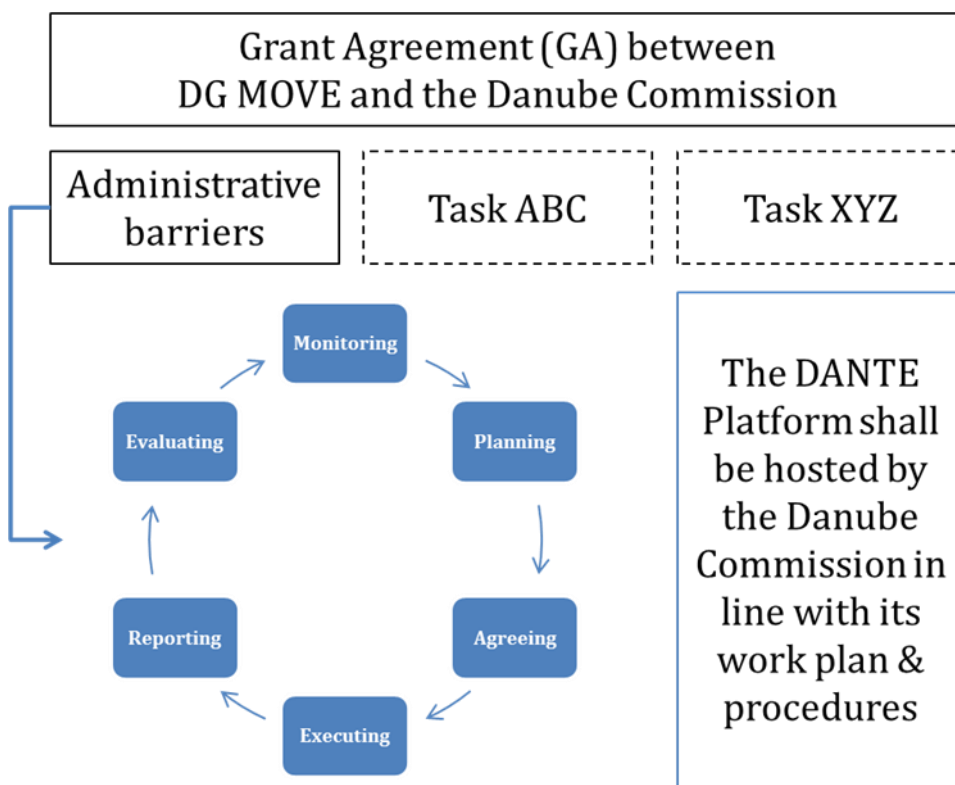 Grant Agreement (GA) between
DG MOVE and the Danube Commission
Administrative
barriers
Task ABC
Task XYZ
Monitoring
Planning
Agreeing
Executing
Reporting
Evaluating
The DANTE
Platform shall
be hosted by
the Danube
Commission in
line with its
work plan &
procedures